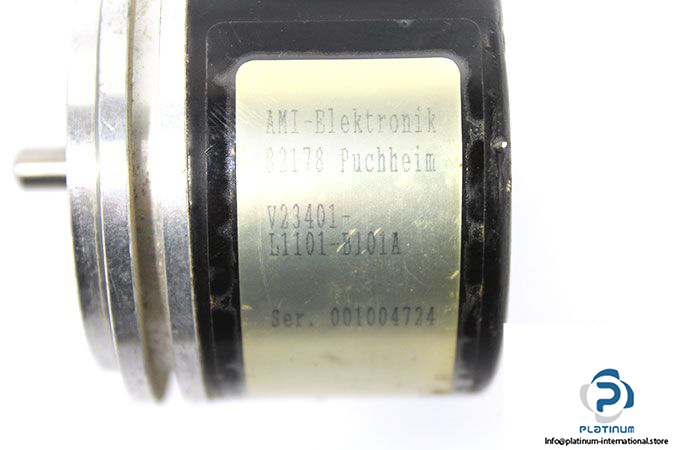 AMI-Elektronik
82178 Puchheim
V23401-
L1101-B101A
Ser. 001004724
PLATINUM
Info@platinum-international.store